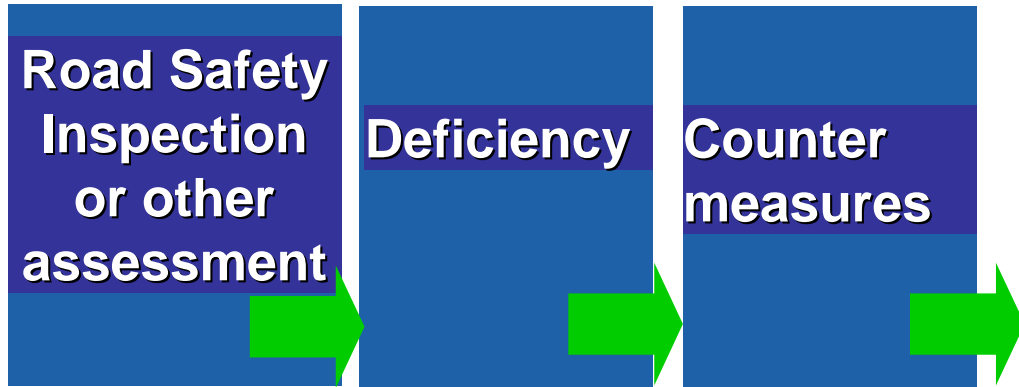 Road Safety
Inspection
or other
assessment
Deficiency
Counter
measures